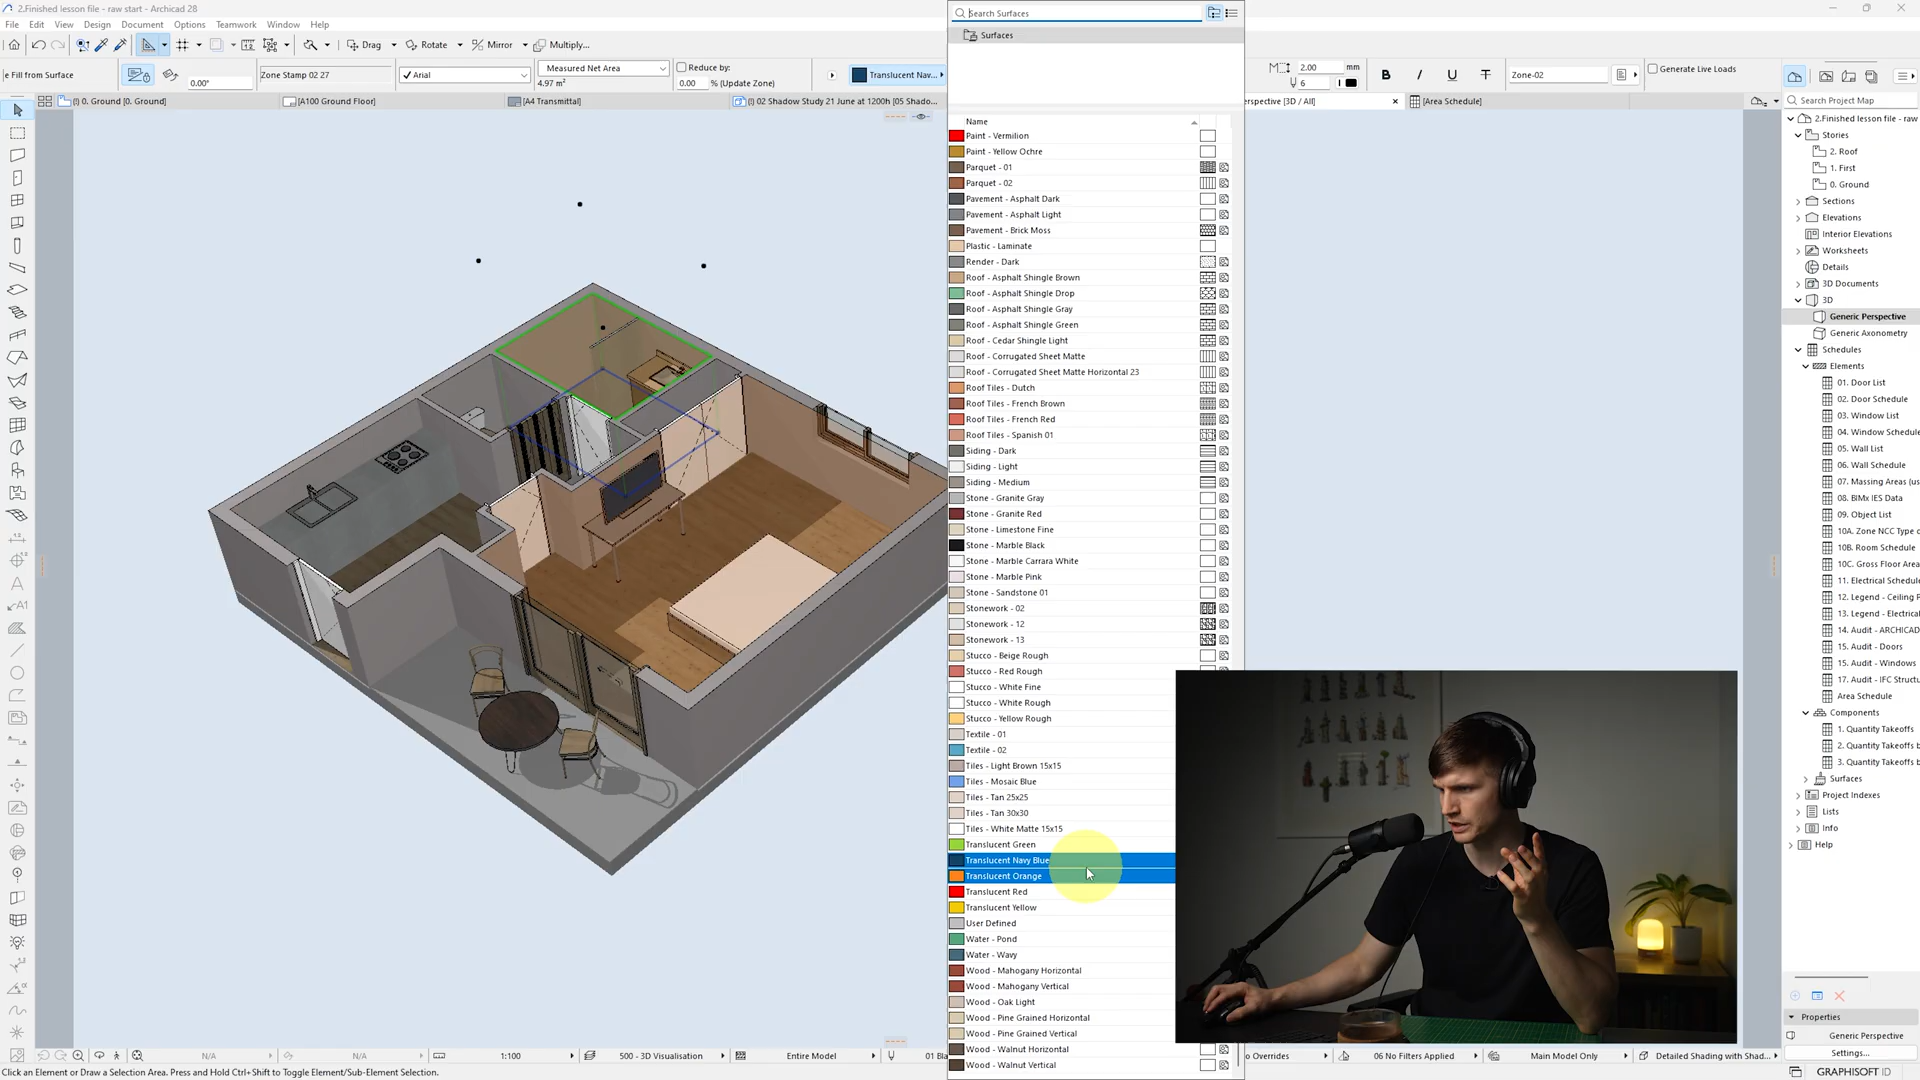 2.Finished lesson file - raw start - Archicad 28
File Edit View Design Document Options Teamwork Window Help
Drag Rotate Mirror Multiply...
e Fill from Surface
0.00°
Zone Stamp 02 27
Arial
Measured Net Area
4.97 m²
Reduce by:
0.00 % (Update Zone)
Translucent Nav...
2.00 mm
6
B I U T
Zone-02
Generate Live Loads
(!) 0. Ground [0. Ground]
[A100 Ground Floor]
[A4 Transmittal]
(!) 02 Shadow Study 21 June at 1200h [05 Shado...
erspective [3D / All]
[Area Schedule]
Search Surfaces
Surfaces
Name
Paint - Vermilion
Paint - Yellow Ochre
Parquet - 01
Parquet - 02
Pavement - Asphalt Dark
Pavement - Asphalt Light
Pavement - Brick Moss
Plastic - Laminate
Render - Dark
Roof - Asphalt Shingle Brown
Roof - Asphalt Shingle Drop
Roof - Asphalt Shingle Gray
Roof - Asphalt Shingle Green
Roof - Cedar Shingle Light
Roof - Corrugated Sheet Matte
Roof - Corrugated Sheet Matte Horizontal 23
Roof Tiles - Dutch
Roof Tiles - French Brown
Roof Tiles - French Red
Roof Tiles - Spanish 01
Siding - Dark
Siding - Light
Siding - Medium
Stone - Granite Gray
Stone - Granite Red
Stone - Limestone Fine
Stone - Marble Black
Stone - Marble Carrara White
Stone - Marble Pink
Stone - Sandstone 01
Stonework - 02
Stonework - 12
Stonework - 13
Stucco - Beige Rough
Stucco - Red Rough
Stucco - White Fine
Stucco - White Rough
Stucco - Yellow Rough
Textile - 01
Textile - 02
Tiles - Light Brown 15x15
Tiles - Mosaic Blue
Tiles - Tan 25x25
Tiles - Tan 30x30
Tiles - White Matte 15x15
Translucent Green
Translucent Navy Blue
Translucent Orange
Translucent Red
Translucent Yellow
User Defined
Water - Pond
Water - Wavy
Wood - Mahogany Horizontal
Wood - Mahogany Vertical
Wood - Oak Light
Wood - Pine Grained Horizontal
Wood - Pine Grained Vertical
Wood - Walnut Horizontal
Wood - Walnut Vertical
Search Project Map
2.Finished lesson file - raw
Stories
2. Roof
1. First
0. Ground
Sections
Elevations
Interior Elevations
Worksheets
Details
3D Documents
3D
Generic Perspective
Generic Axonometry
Schedules
Elements
01. Door List
02. Door Schedule
03. Window List
04. Window Schedule
05. Wall List
06. Wall Schedule
07. Massing Areas (us
08. BIMx IES Data
09. Object List
10A. Zone NCC Type c
10B. Room Schedule
10C. Gross Floor Area
11. Electrical Schedule
12. Legend - Ceiling P
13. Legend - Electrical
14. Audit - ARCHICAD
15. Audit - Doors
15. Audit - Windows
17. Audit - IFC Structu
Area Schedule
Components
1. Quantity Takeoffs
2. Quantity Takeoffs b
3. Quantity Takeoffs b
Surfaces
Project Indexes
Lists
Info
Help
Properties
Generic Perspective
Settings...
N/A
N/A
1:100
500 - 3D Visualisation
Entire Model
01 Bla
o Overrides
06 No Filters Applied
Main Model Only
Detailed Shading with Shad...
Click an Element or Draw a Selection Area. Press and Hold Ctrl+Shift to Toggle Element/Sub-Element Selection.
GRAPHISOFT ID